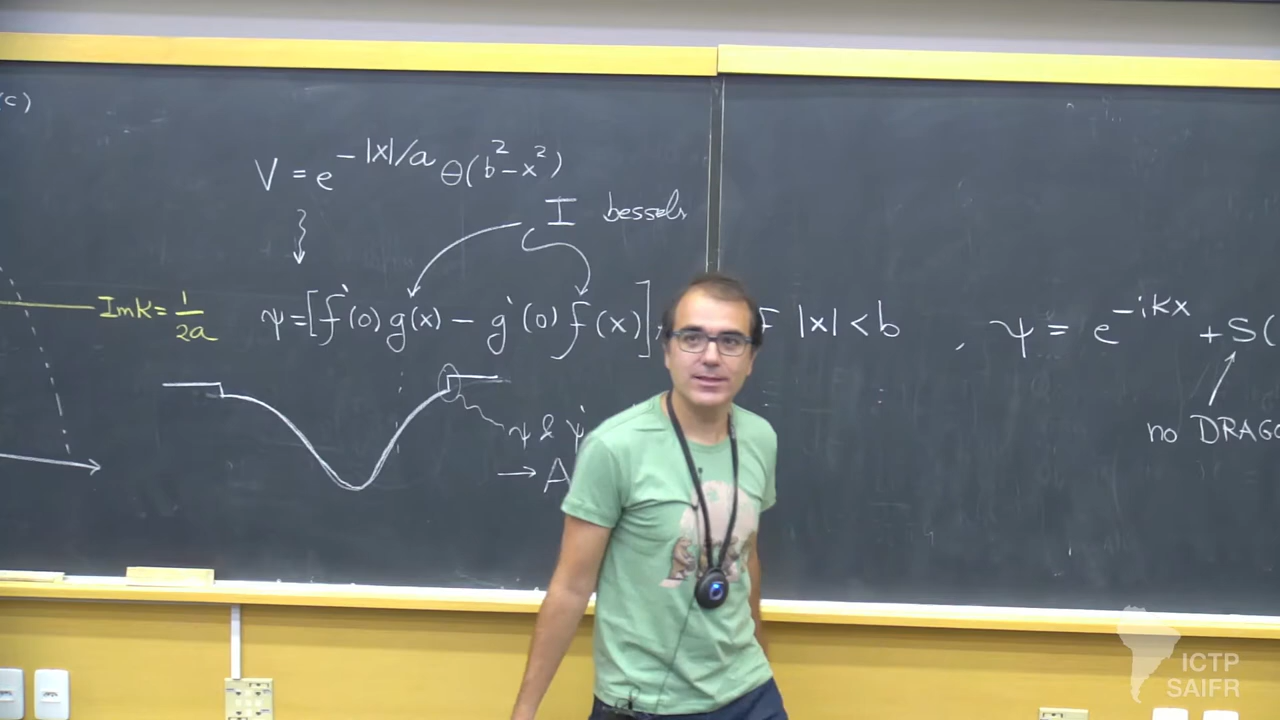 (c)
V = e^{-|x|/a} θ(b²-x²)
I bessels
Im K = 1/2a
ψ = [f'(0) g(x) - g'(0) f(x)], |x| < b , ψ = e^{-iKx} + S(
ψ & ψ'
no DRAGO
→ A
ICTP
SAIFR